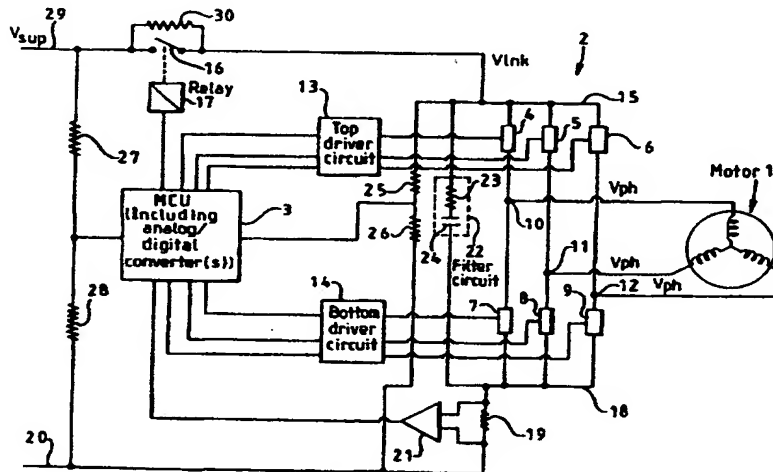 29
30
Vsup
16
Vlnk
2
Relay
17
13
4
15
5
6
Top
driver
circuit
27
25
23
Motor 1
MCU
(Including
analog/
digital
converter(s))
3
Vph
10
26
24
22
Filter
circuit
11
Vph
12
Vph
28
14
7
8
9
Bottom
driver
circuit
18
19
20
21